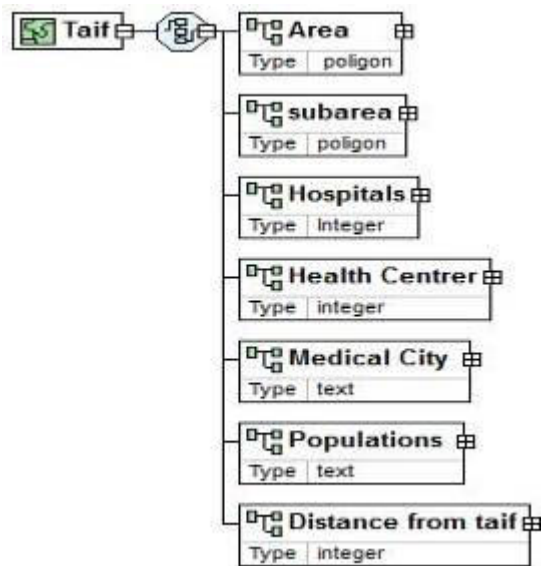 Taif
Area
Type poligon
subarea
Type poligon
Hospitals
Type Integer
Health Centrer
Type integer
Medical City
Type text
Populations
Type text
Distance from taif
Type integer